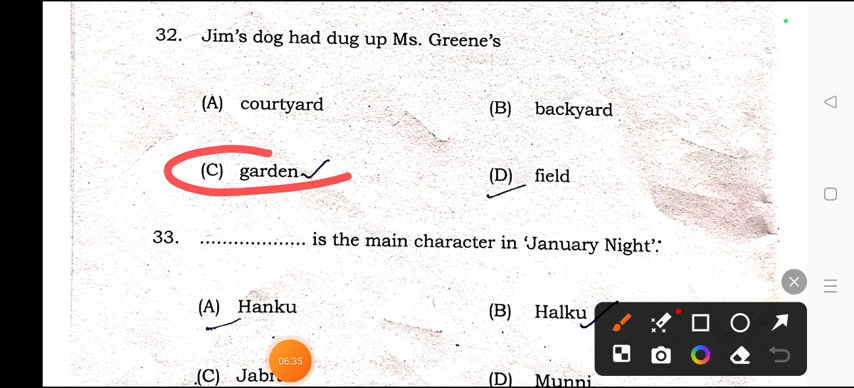 32. Jim's dog had dug up Ms. Greene's
(A) courtyard (B) backyard
(C) garden (D) field
33. .................... is the main character in 'January Night':
(A) Hanku (B) Halku
06:35
(C) (D) Munni